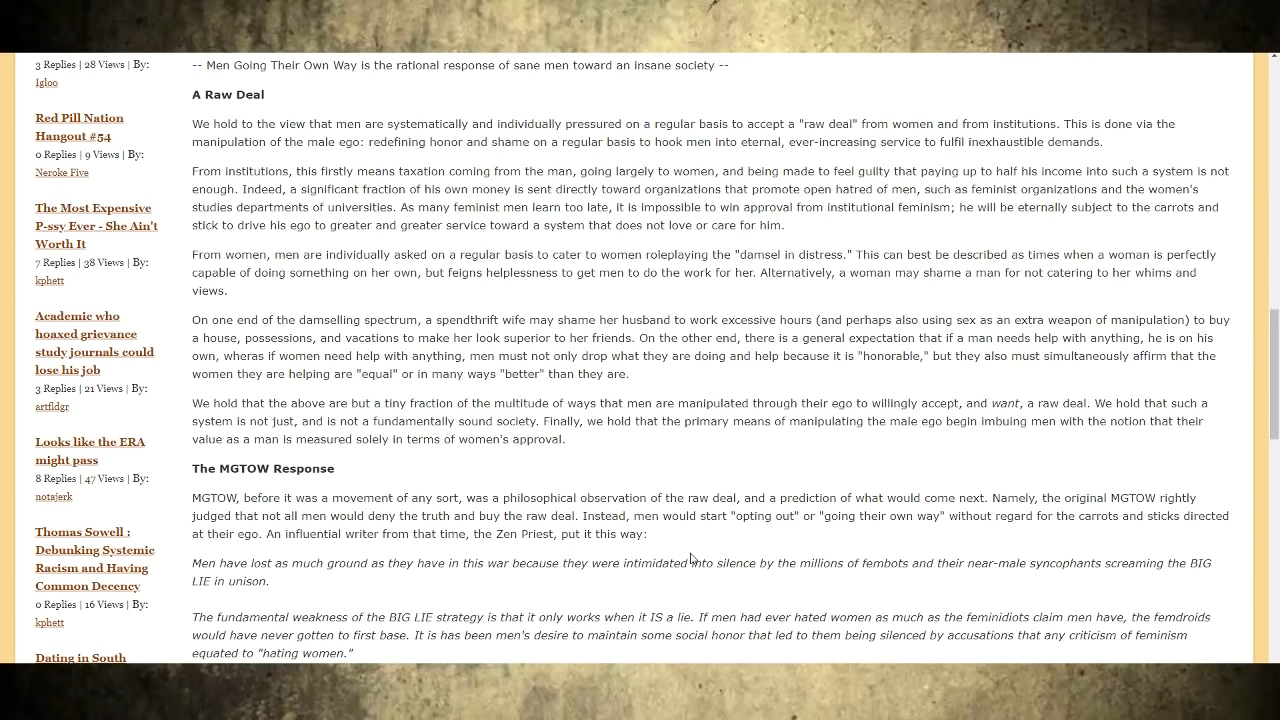 3 Replies | 28 Views | By:
Igloo
Red Pill Nation
Hangout #54
0 Replies | 9 Views | By:
Neroke Five
The Most Expensive
P-ssy Ever - She Ain't
Worth It
7 Replies | 38 Views | By:
kphett
Academic who
hoaxed grievance
study journals could
lose his job
3 Replies | 21 Views | By:
artfldgr
Looks like the ERA
might pass
8 Replies | 47 Views | By:
notajerk
Thomas Sowell :
Debunking Systemic
Racism and Having
Common Decency
0 Replies | 16 Views | By:
kphett
Dating in South
-- Men Going Their Own Way is the rational response of sane men toward an insane society --
A Raw Deal
We hold to the view that men are systematically and individually pressured on a regular basis to accept a "raw deal" from women and from institutions. This is done via the
manipulation of the male ego: redefining honor and shame on a regular basis to hook men into eternal, ever-increasing service to fulfil inexhaustible demands.
From institutions, this firstly means taxation coming from the man, going largely to women, and being made to feel guilty that paying up to half his income into such a system is not
enough. Indeed, a significant fraction of his own money is sent directly toward organizations that promote open hatred of men, such as feminist organizations and the women's
studies departments of universities. As many feminist men learn too late, it is impossible to win approval from institutional feminism; he will be eternally subject to the carrots and
stick to drive his ego to greater and greater service toward a system that does not love or care for him.
From women, men are individually asked on a regular basis to cater to women roleplaying the "damsel in distress." This can best be described as times when a woman is perfectly
capable of doing something on her own, but feigns helplessness to get men to do the work for her. Alternatively, a woman may shame a man for not catering to her whims and
views.
On one end of the damselling spectrum, a spendthrift wife may shame her husband to work excessive hours (and perhaps also using sex as an extra weapon of manipulation) to buy
a house, possessions, and vacations to make her look superior to her friends. On the other end, there is a general expectation that if a man needs help with anything, he is on his
own, wheras if women need help with anything, men must not only drop what they are doing and help because it is "honorable," but they also must simultaneously affirm that the
women they are helping are "equal" or in many ways "better" than they are.
We hold that the above are but a tiny fraction of the multitude of ways that men are manipulated through their ego to willingly accept, and want, a raw deal. We hold that such a
system is not just, and is not a fundamentally sound society. Finally, we hold that the primary means of manipulating the male ego begin imbuing men with the notion that their
value as a man is measured solely in terms of women's approval.
The MGTOW Response
MGTOW, before it was a movement of any sort, was a philosophical observation of the raw deal, and a prediction of what would come next. Namely, the original MGTOW rightly
judged that not all men would deny the truth and buy the raw deal. Instead, men would start "opting out" or "going their own way" without regard for the carrots and sticks directed
at their ego. An influential writer from that time, the Zen Priest, put it this way:
Men have lost as much ground as they have in this war because they were intimidated into silence by the millions of fembots and their near-male syncophants screaming the BIG
LIE in unison.
The fundamental weakness of the BIG LIE strategy is that it only works when it IS a lie. If men had ever hated women as much as the feminidiots claim men have, the femdroids
would have never gotten to first base. It is has been men's desire to maintain some social honor that led to them being silenced by accusations that any criticism of feminism
equated to "hating women."